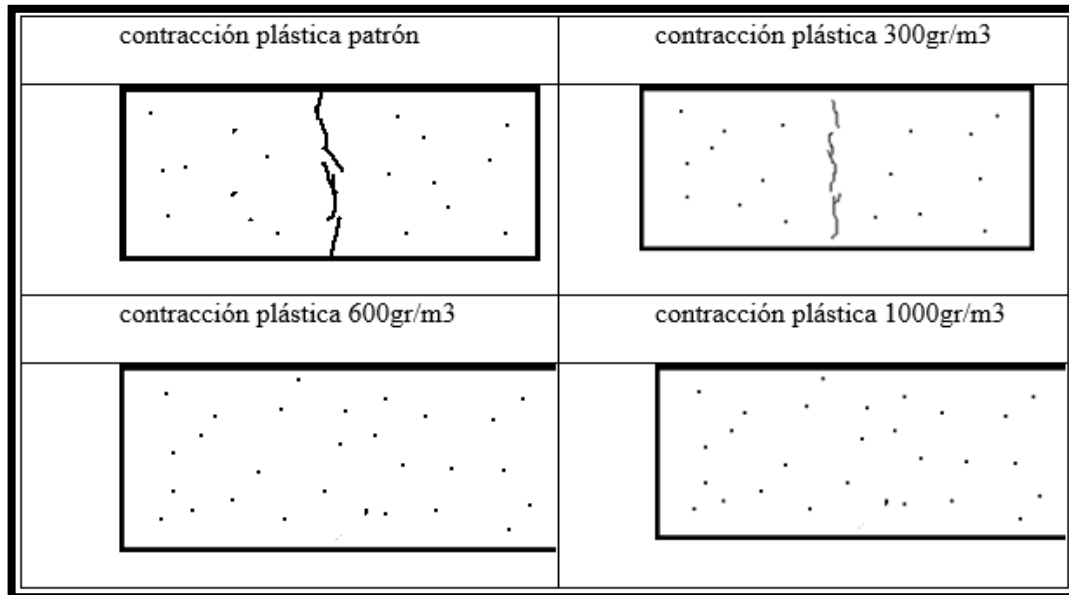 contracción plástica patrón
contracción plástica 300gr/m3
contracción plástica 600gr/m3
contracción plástica 1000gr/m3